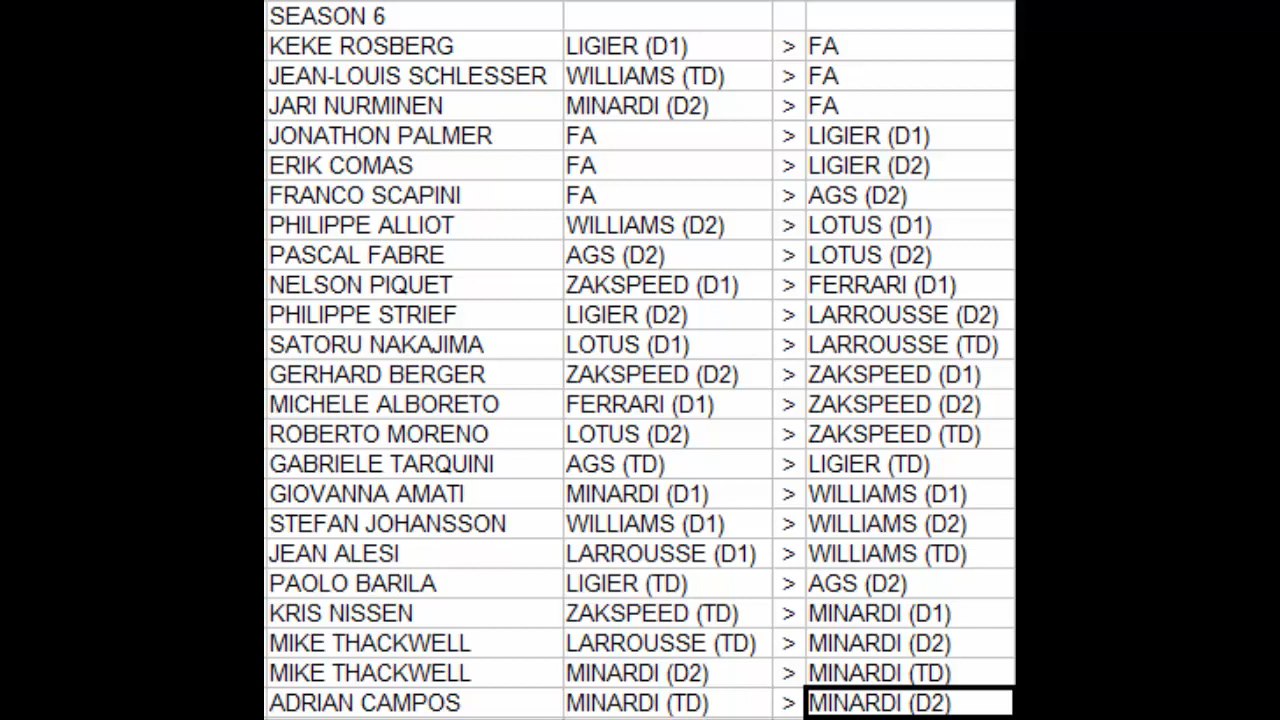 SEASON 6
KEKE ROSBERG LIGIER (D1) > FA
JEAN-LOUIS SCHLESSER WILLIAMS (TD) > FA
JARI NURMINEN MINARDI (D2) > FA
JONATHON PALMER FA > LIGIER (D1)
ERIK COMAS FA > LIGIER (D2)
FRANCO SCAPINI FA > AGS (D2)
PHILIPPE ALLIOT WILLIAMS (D2) > LOTUS (D1)
PASCAL FABRE AGS (D2) > LOTUS (D2)
NELSON PIQUET ZAKSPEED (D1) > FERRARI (D1)
PHILIPPE STRIEF LIGIER (D2) > LARROUSSE (D2)
SATORU NAKAJIMA LOTUS (D1) > LARROUSSE (TD)
GERHARD BERGER ZAKSPEED (D2) > ZAKSPEED (D1)
MICHELE ALBORETO FERRARI (D1) > ZAKSPEED (D2)
ROBERTO MORENO LOTUS (D2) > ZAKSPEED (TD)
GABRIELE TARQUINI AGS (TD) > LIGIER (TD)
GIOVANNA AMATI MINARDI (D1) > WILLIAMS (D1)
STEFAN JOHANSSON WILLIAMS (D1) > WILLIAMS (D2)
JEAN ALESI LARROUSSE (D1) > WILLIAMS (TD)
PAOLO BARILA LIGIER (TD) > AGS (D2)
KRIS NISSEN ZAKSPEED (TD) > MINARDI (D1)
MIKE THACKWELL LARROUSSE (TD) > MINARDI (D2)
MIKE THACKWELL MINARDI (D2) > MINARDI (TD)
ADRIAN CAMPOS MINARDI (TD) > MINARDI (D2)